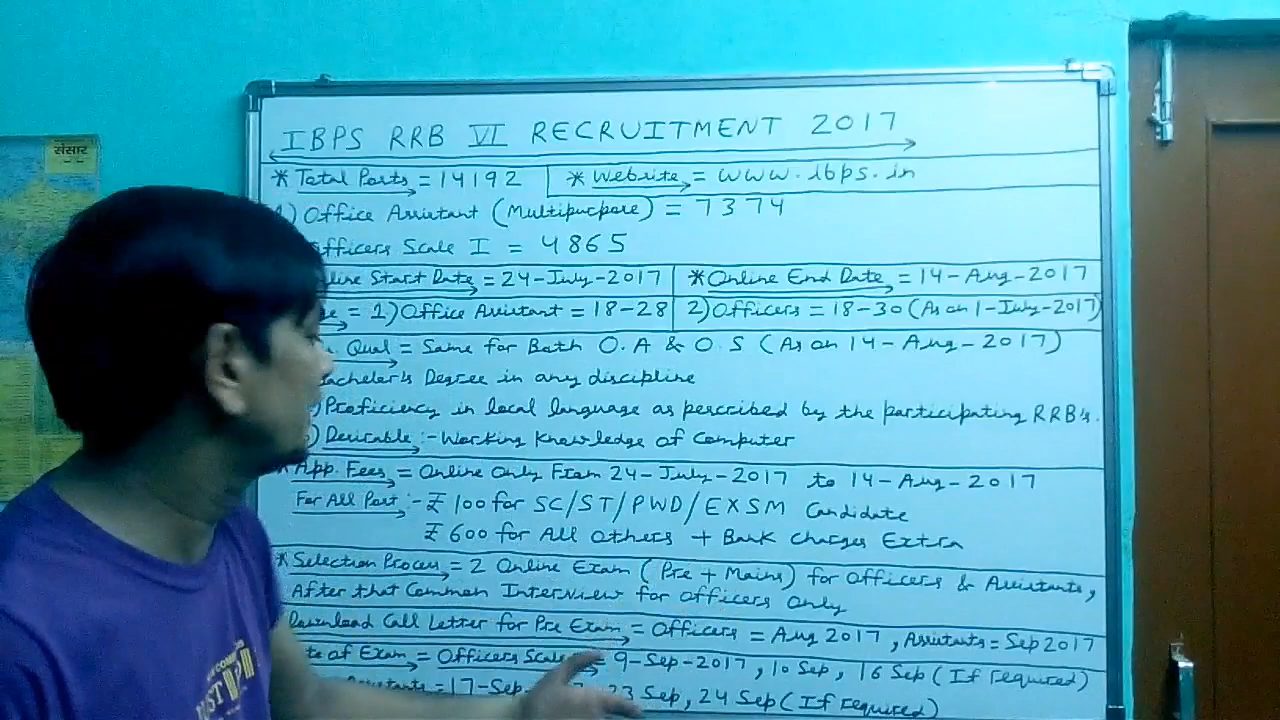 संसार
IBPS RRB VI RECRUITMENT 2017
* Total Posts = 14192 * Website = www.ibps.in
1) Office Assistant (Multipurpose) = 7374
Officers Scale I = 4865
Start Date = 24-July-2017 * Online End Date = 14-Aug-2017
= 1) Office Assistant = 18-28 2) Officers = 18-30 (As on 1-July-2017)
Qual = Same for Both O.A & O.S (As on 14-Aug-2017)
Bacheler's Degree in any discipline
Proficiency in local language as perscribed by the participating RRB's.
Desirable :- Working Knowledge of Computer
* App. Fees = Online Only From 24-July-2017 to 14-Aug-2017
For All Post :- ₹ 100 for SC/ST/PWD/EXSM Candidate
₹ 600 for All Others + Bank Charges Extra
* Selection Process = 2 Online Exam (Pre + Mains) for Officers & Assistants,
After that Common Interview for Officers Only
Download Call Letter for Pre Exam = Officers = Aug 2017, Assistants = Sep 2017
of Exam = Officers Scale = 9-Sep-2017, 10 Sep, 16 Sep (If required)
= 17-Sep 23 Sep, 24 Sep (If required)